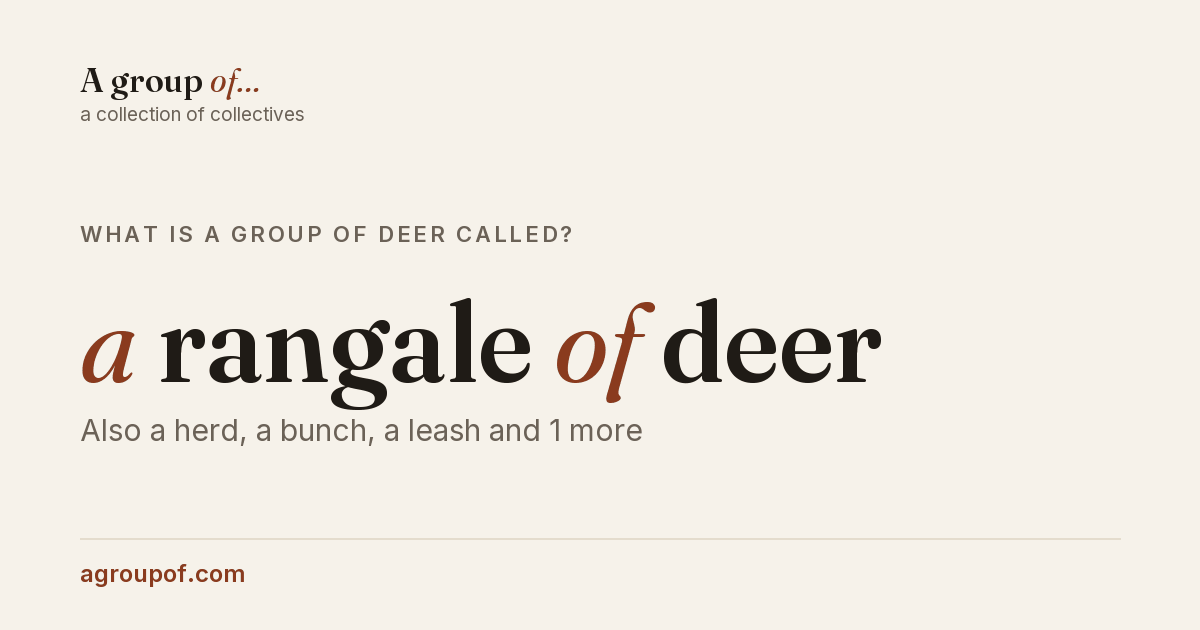 A group of...
a collection of collectives
WHAT IS A GROUP OF DEER CALLED?
a rangale of deer
Also a herd, a bunch, a leash and 1 more
agroupof.com